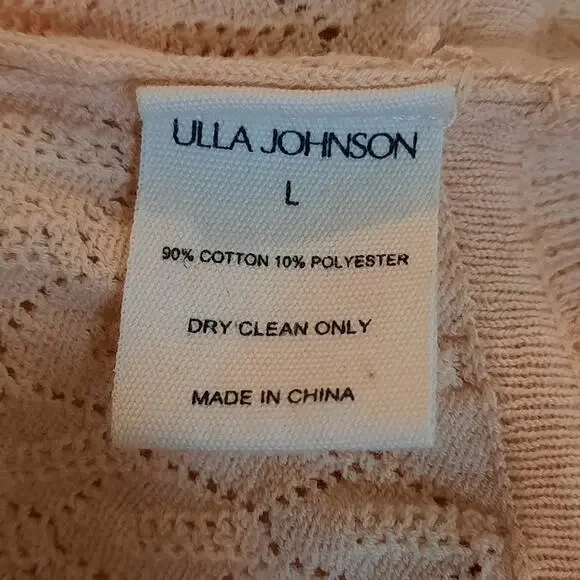 ULLA JOHNSON
L
90% COTTON 10% POLYESTER
DRY CLEAN ONLY
MADE IN CHINA